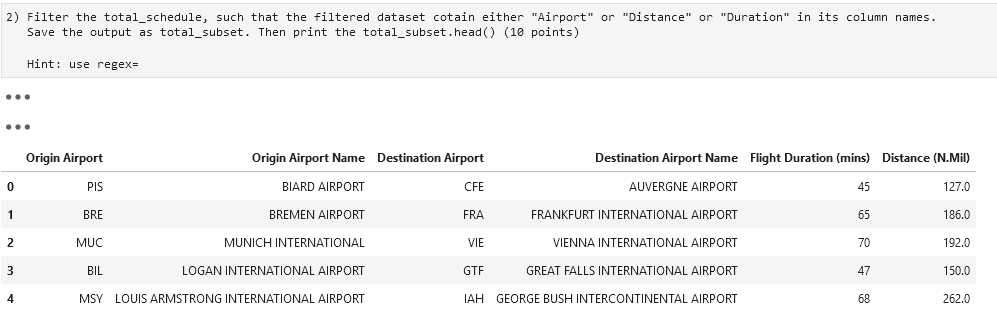 2) Filter the total_schedule, such that the filtered dataset cotain either "Airport" or "Distance" or "Duration" in its column names.
Save the output as total_subset. Then print the total_subset.head() (10 points)
Hint: use regex=
Origin Airport Origin Airport Name Destination Airport Destination Airport Name Flight Duration (mins) Distance (N.Mil)
0 PIS BIARD AIRPORT CFE AUVERGNE AIRPORT 45 127.0
1 BRE BREMEN AIRPORT FRA FRANKFURT INTERNATIONAL AIRPORT 65 186.0
2 MUC MUNICH INTERNATIONAL VIE VIENNA INTERNATIONAL AIRPORT 70 192.0
3 BIL LOGAN INTERNATIONAL AIRPORT GTF GREAT FALLS INTERNATIONAL AIRPORT 47 150.0
4 MSY LOUIS ARMSTRONG INTERNATIONAL AIRPORT IAH GEORGE BUSH INTERCONTINENTAL AIRPORT 68 262.0